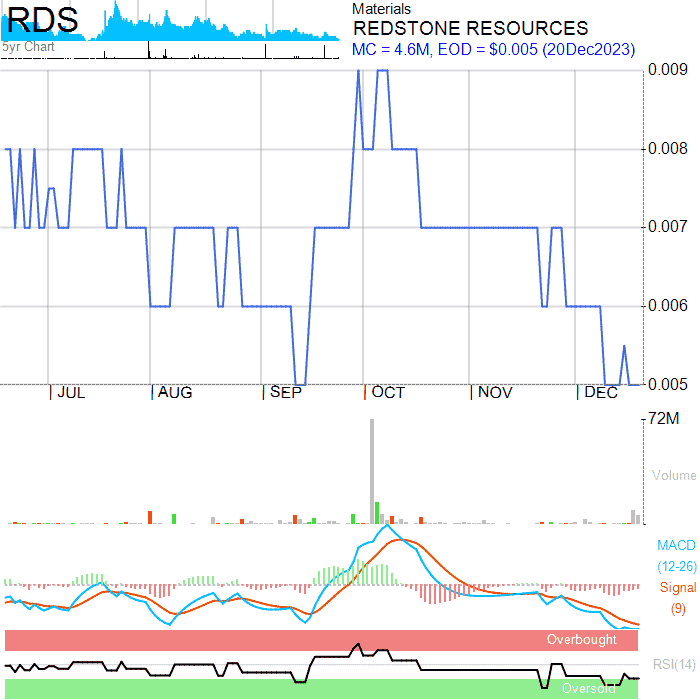 RDS
5yr Chart
Materials
REDSTONE RESOURCES
MC = 4.6M, EOD = $0.005 (20Dec2023)
0.009
0.008
0.007
0.006
0.005
JUL AUG SEP OCT NOV DEC
72M
Volume
MACD
(12-26)
Signal
(9)
Overbought
RSI(14)
Oversold